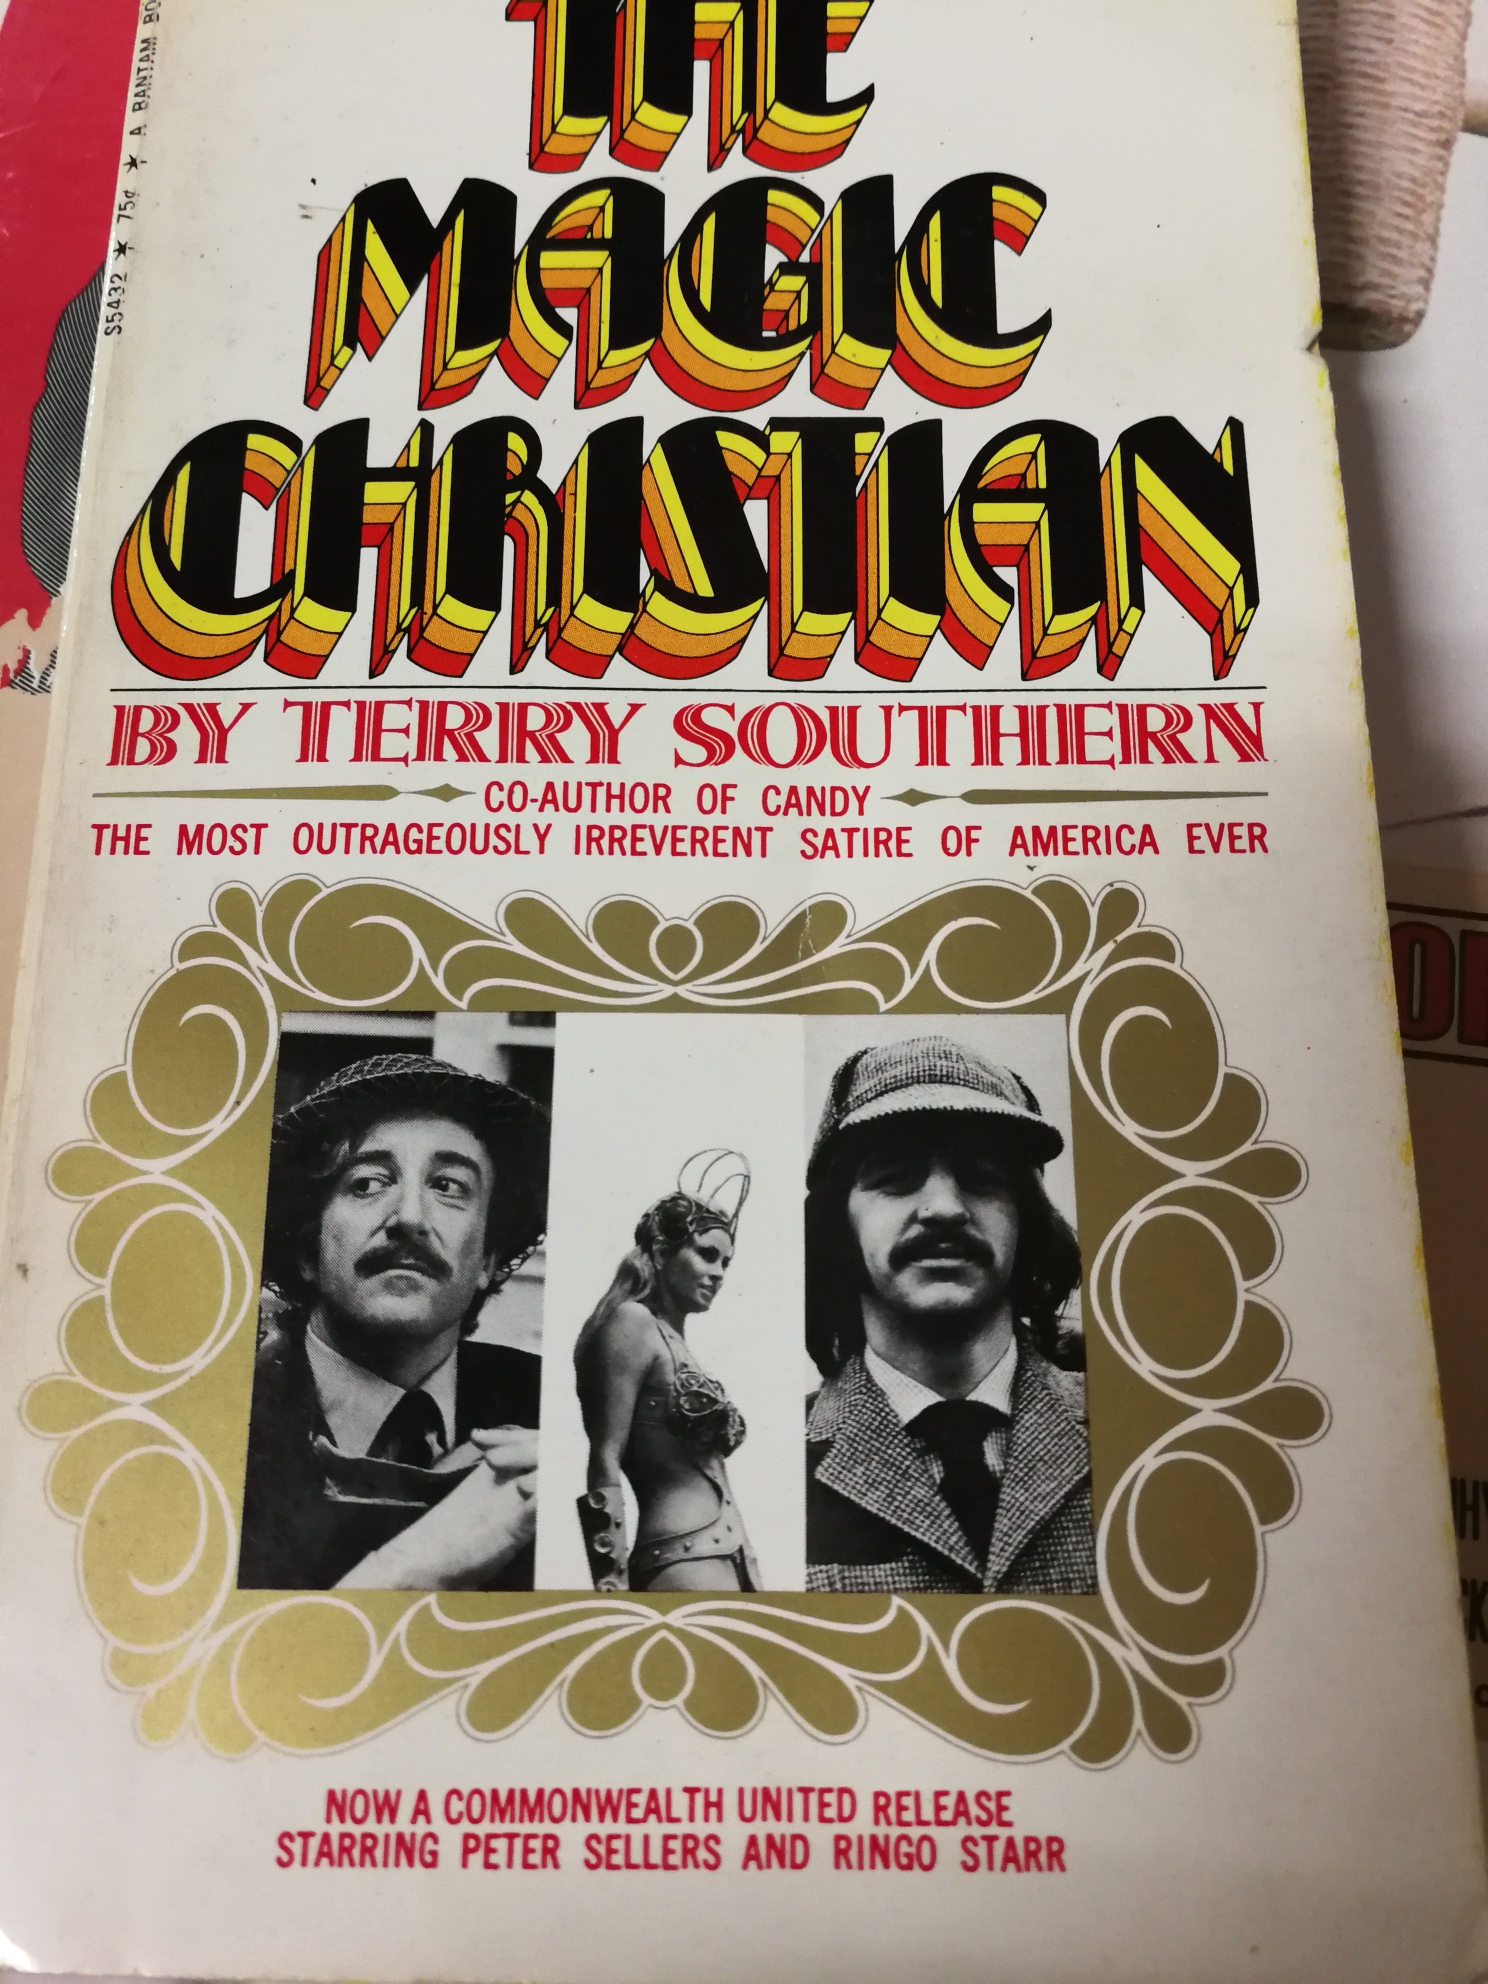 S5432 ★ 75¢ ★ A BANTAM BO
THE
MAGIC
CHRISTIAN
BY TERRY SOUTHERN
CO-AUTHOR OF CANDY
THE MOST OUTRAGEOUSLY IRREVERENT SATIRE OF AMERICA EVER
NOW A COMMONWEALTH UNITED RELEASE
STARRING PETER SELLERS AND RINGO STARR